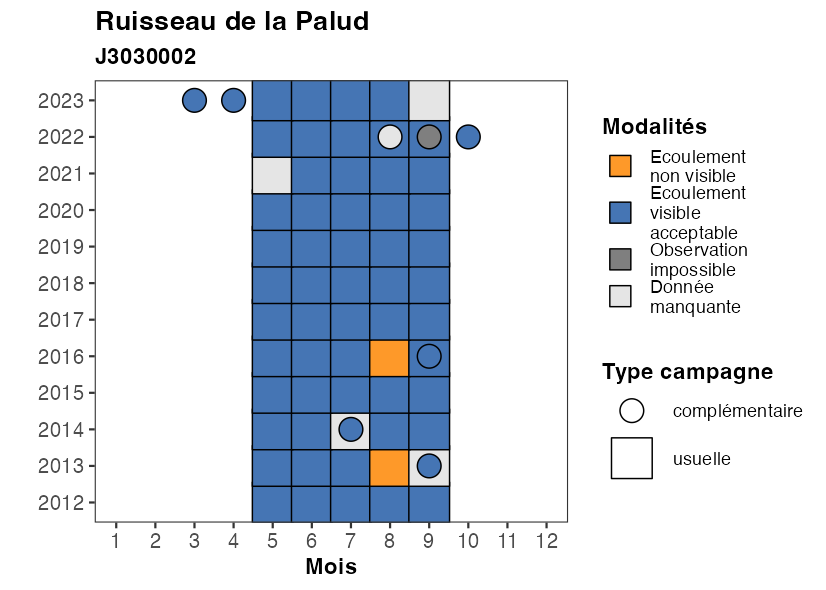 Ruisseau de la Palud
J3030002
2023
2022
2021
2020
2019
2018
2017
2016
2015
2014
2013
2012
1 2 3 4 5 6 7 8 9 10 11 12
Mois
Modalités
Ecoulement
non visible
Ecoulement
visible
acceptable
Observation
impossible
Donnée
manquante
Type campagne
complémentaire
usuelle